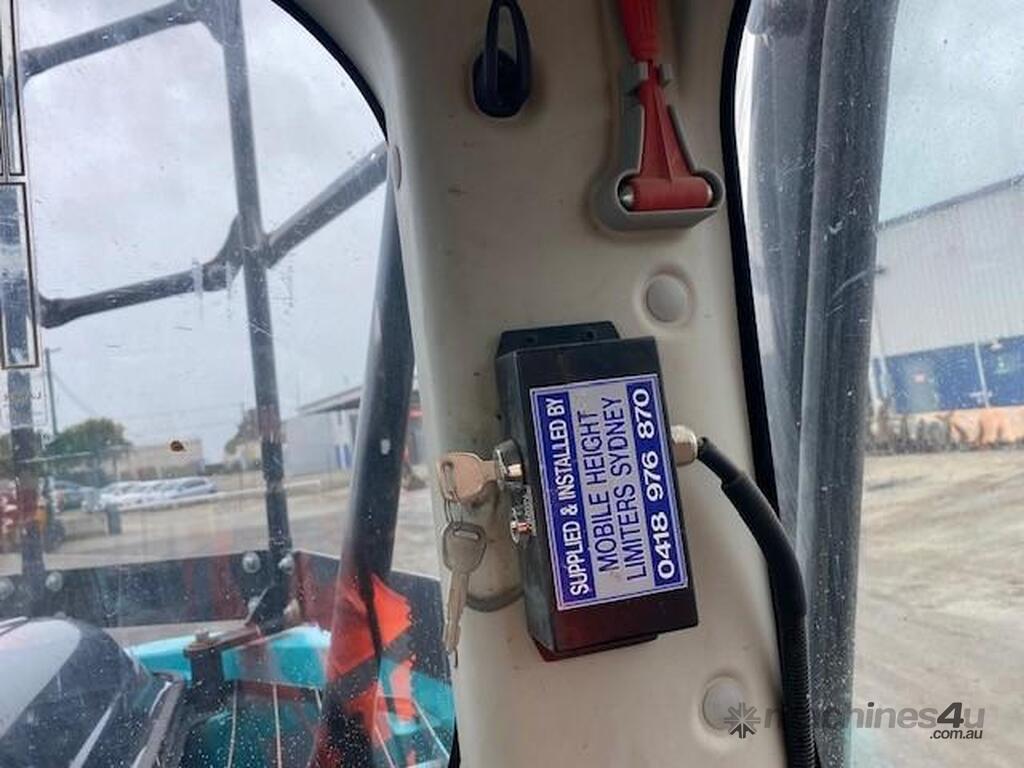 SUPPLIED & INSTALLED BY
MOBILE HEIGHT
LIMITERS SYDNEY
0418 976 870
machines4u
.com.au